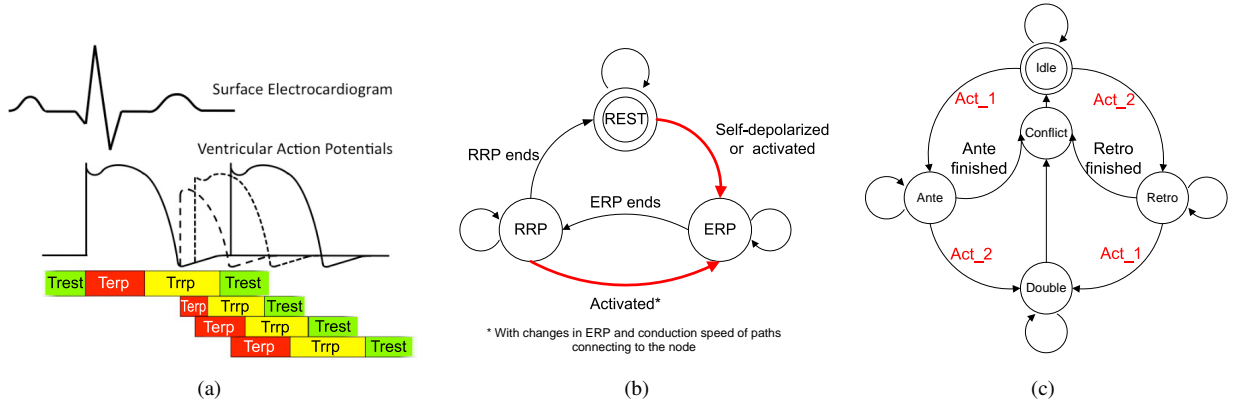 Surface Electrocardiogram
Ventricular Action Potentials
Trest Terp Trrp Trest
Terp Trrp Trest
Terp Trrp Trest
Terp Trrp Trest
(a)
REST
Self-depolarized
or activated
RRP ends
ERP ends
RRP
ERP
Activated*
* With changes in ERP and conduction speed of paths
connecting to the node
(b)
Idle
Act_1
Act_2
Conflict
Ante
finished
Retro
finished
Ante
Retro
Act_2
Act_1
Double
(c)